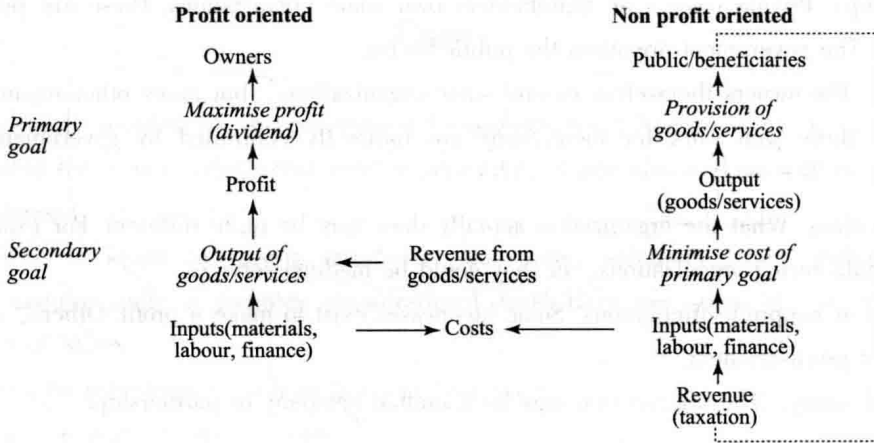 Profit oriented
Non profit oriented
Owners
Public/beneficiaries
Primary
goal
Maximise profit
(dividend)
Provision of
goods/services
Profit
Output
(goods/services)
Secondary
goal
Output of
goods/services
Revenue from
goods/services
Minimise cost of
primary goal
Inputs(materials,
labour, finance)
Costs
Inputs(materials,
labour, finance)
Revenue
(taxation)